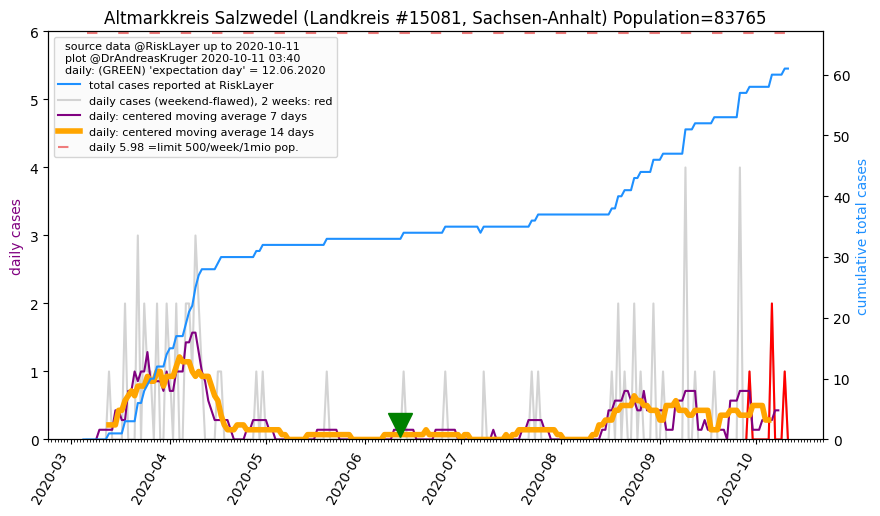 Altmarkkreis Salzwedel (Landkreis #15081, Sachsen-Anhalt) Population=83765
source data @RiskLayer up to 2020-10-11
plot @DrAndreasKruger 2020-10-11 03:40
daily: (GREEN) 'expectation day' = 12.06.2020
total cases reported at RiskLayer
daily cases (weekend-flawed), 2 weeks: red
daily: centered moving average 7 days
daily: centered moving average 14 days
daily 5.98 =limit 500/week/1mio pop.
daily cases
6
5
4
3
2
1
0
cumulative total cases
60
50
40
30
20
10
0
2020-03
2020-04
2020-05
2020-06
2020-07
2020-08
2020-09
2020-10